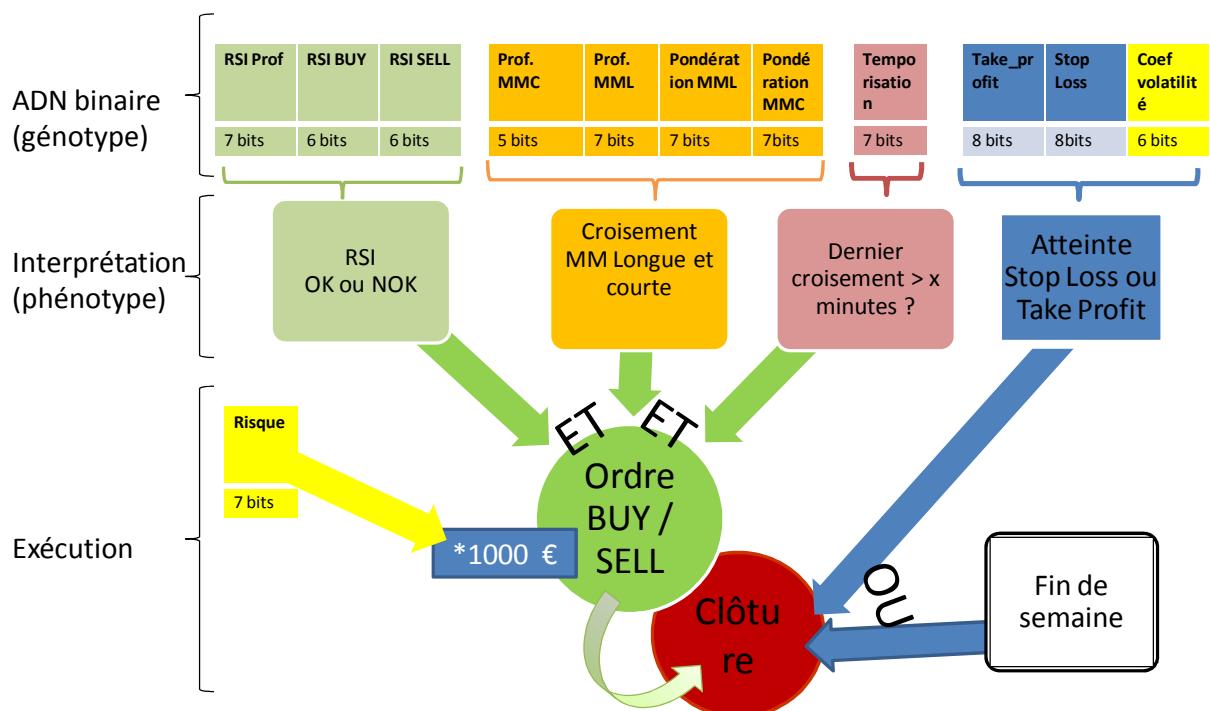 ADN binaire
(génotype)
RSI Prof
RSI BUY
RSI SELL
7 bits
6 bits
6 bits
Prof.
MMC
Prof.
MML
Pondérat
ion MML
Pondé
ration
MMC
5 bits
7 bits
7 bits
7bits
Tempo
risatio
n
7 bits
Take_pr
ofit
Stop
Loss
Coef
volatilit
é
8 bits
8bits
6 bits
Interprétation
(phénotype)
RSI
OK ou NOK
Croisement
MM Longue et
courte
Dernier
croisement > x
minutes ?
Atteinte
Stop Loss ou
Take Profit
Exécution
Risque
7 bits
*1000 €
ET
ET
Ordre
BUY /
SELL
Clôtu
re
OU
Fin de
semaine